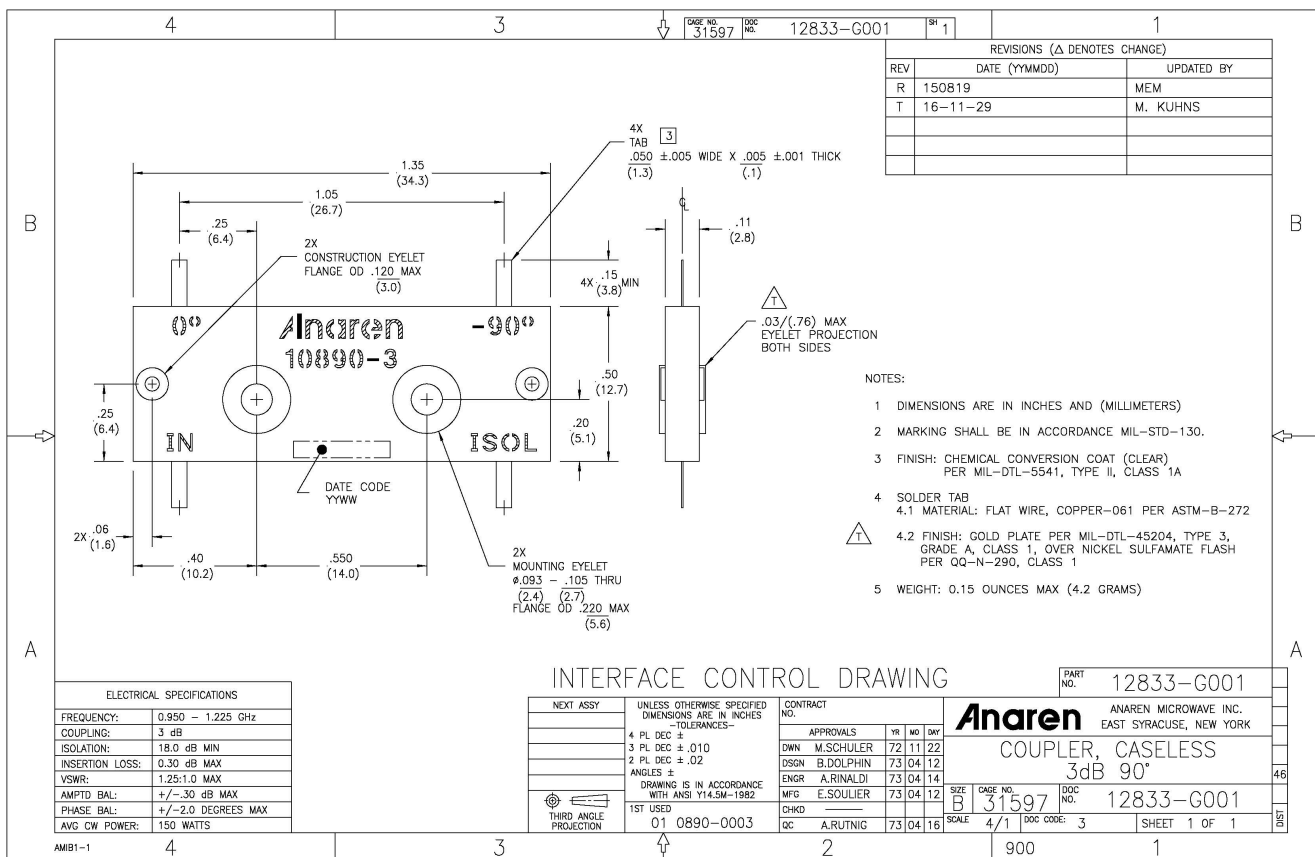 4 3 2 1
CAGE NO. 31597 DOC NO. 12833-G001 SH 1
REVISIONS (△ DENOTES CHANGE)
REV DATE (YYMMDD) UPDATED BY
R 150819 MEM
T 16-11-29 M. KUHNS
B
B
4X
TAB 3
.050 ±.005 WIDE X .005 ±.001 THICK
(1.3) (.1)
1.35
(34.3)
1.05
(26.7)
.25
(6.4)
2X
CONSTRUCTION EYELET
FLANGE OD .120 MAX
(3.0)
4X .15 MIN
(3.8)
℄
.11
(2.8)
T
.03/(.76) MAX
EYELET PROJECTION
BOTH SIDES
0° Anaren -90°
10890-3
IN ISOL
.25
(6.4)
.50
(12.7)
.20
(5.1)
DATE CODE
YYWW
2X .06
(1.6)
.40
(10.2)
.550
(14.0)
2X
MOUNTING EYELET
ø.093 - .105 THRU
(2.4) (2.7)
FLANGE OD .220 MAX
(5.6)
NOTES:
1 DIMENSIONS ARE IN INCHES AND (MILLIMETERS)
2 MARKING SHALL BE IN ACCORDANCE MIL-STD-130.
3 FINISH: CHEMICAL CONVERSION COAT (CLEAR)
PER MIL-DTL-5541, TYPE II, CLASS 1A
4 SOLDER TAB
4.1 MATERIAL: FLAT WIRE, COPPER-061 PER ASTM-B-272
T 4.2 FINISH: GOLD PLATE PER MIL-DTL-45204, TYPE 3,
GRADE A, CLASS 1, OVER NICKEL SULFAMATE FLASH
PER QQ-N-290, CLASS 1
5 WEIGHT: 0.15 OUNCES MAX (4.2 GRAMS)
A
A
ELECTRICAL SPECIFICATIONS
FREQUENCY: 0.950 - 1.225 GHz
COUPLING: 3 dB
ISOLATION: 18.0 dB MIN
INSERTION LOSS: 0.30 dB MAX
VSWR: 1.25:1.0 MAX
AMPTD BAL: +/-.30 dB MAX
PHASE BAL: +/-2.0 DEGREES MAX
AVG CW POWER: 150 WATTS
AMIB1-1
INTERFACE CONTROL DRAWING
NEXT ASSY
THIRD ANGLE
PROJECTION
UNLESS OTHERWISE SPECIFIED
DIMENSIONS ARE IN INCHES
-TOLERANCES-
4 PL DEC ±
3 PL DEC ± .010
2 PL DEC ± .02
ANGLES ±
DRAWING IS IN ACCORDANCE
WITH ANSI Y14.5M-1982
1ST USED
01 0890-0003
CONTRACT
NO.
APPROVALS YR MO DAY
DWN M.SCHULER 72 11 22
DSGN B.DOLPHIN 73 04 12
ENGR A.RINALDI 73 04 14
MFG E.SOULIER 73 04 12
CHKD
QC A.RUTNIG 73 04 16
PART NO. 12833-G001
Anaren
ANAREN MICROWAVE INC.
EAST SYRACUSE, NEW YORK
COUPLER, CASELESS
3dB 90°
SIZE B CAGE NO. 31597 DOC NO. 12833-G001
SCALE 4/1 DOC CODE: 3 SHEET 1 OF 1
46
DIST
4 3 2 900 1